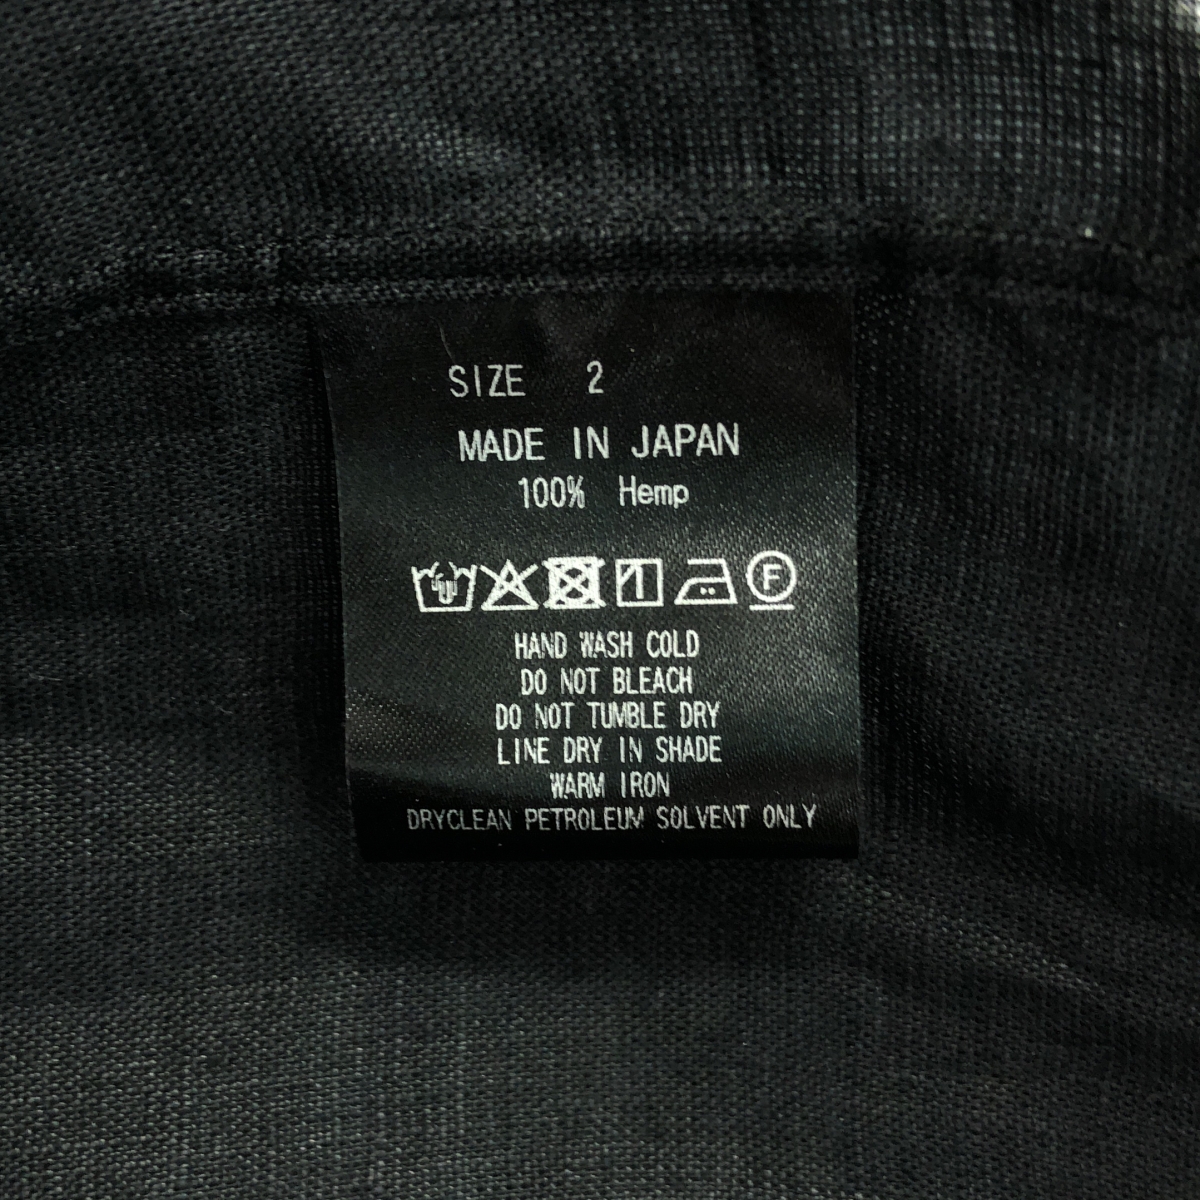 SIZE 2
MADE IN JAPAN
100% Hemp
F
HAND WASH COLD
DO NOT BLEACH
DO NOT TUMBLE DRY
LINE DRY IN SHADE
WARM IRON
DRYCLEAN PETROLEUM SOLVENT ONLY